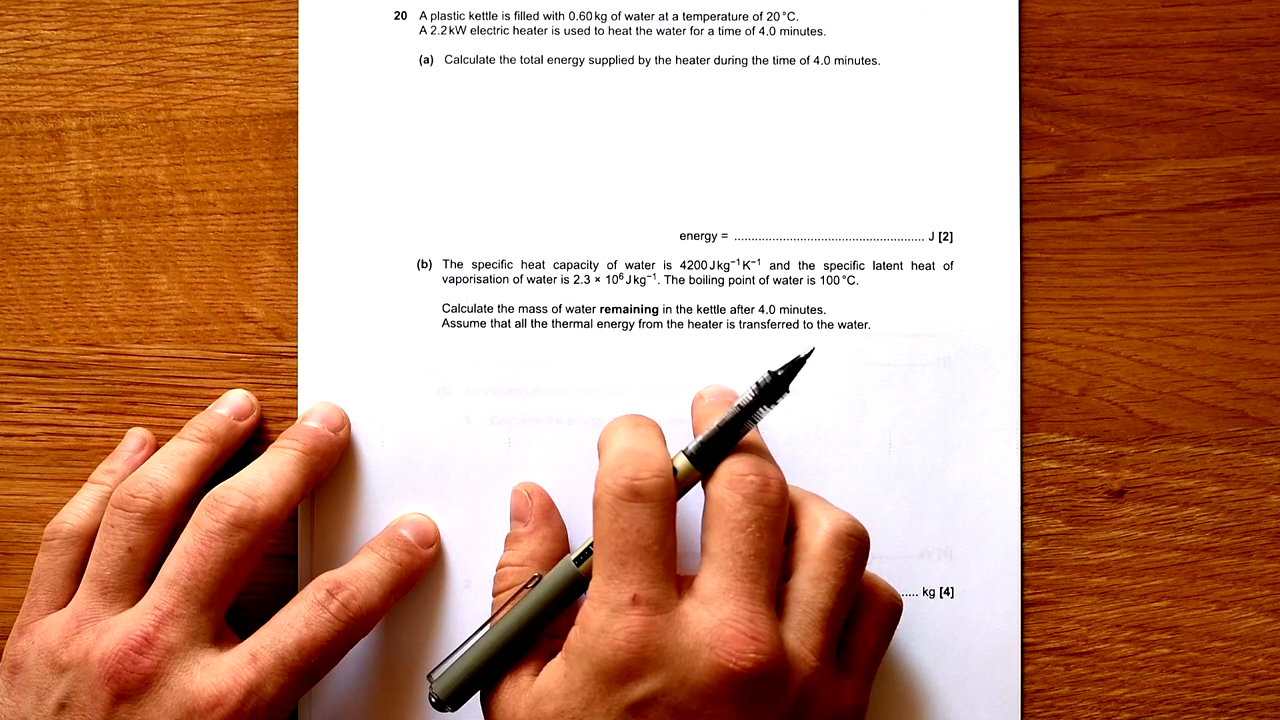 20 A plastic kettle is filled with 0.60 kg of water at a temperature of 20 °C.
A 2.2 kW electric heater is used to heat the water for a time of 4.0 minutes.
(a) Calculate the total energy supplied by the heater during the time of 4.0 minutes.
energy = ........................................................ J [2]
(b) The specific heat capacity of water is 4200 J kg⁻¹ K⁻¹ and the specific latent heat of
vaporisation of water is 2.3 × 10⁶ J kg⁻¹. The boiling point of water is 100 °C.
Calculate the mass of water remaining in the kettle after 4.0 minutes.
Assume that all the thermal energy from the heater is transferred to the water.
..... kg [4]